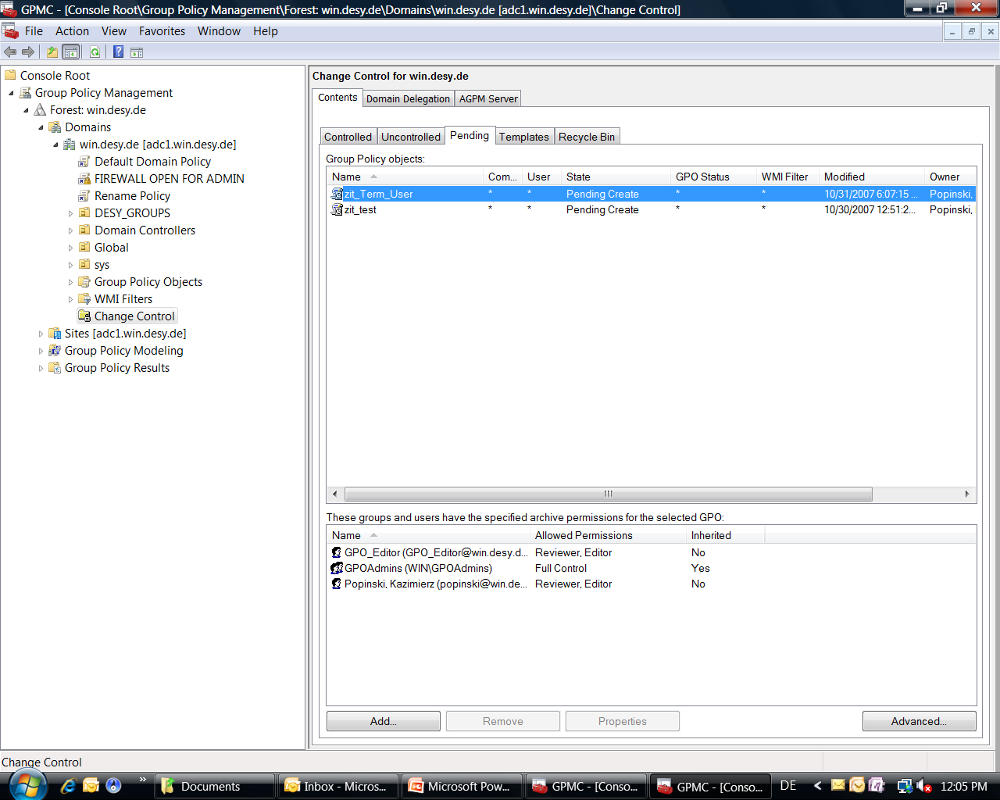 GPMC - [Console Root\Group Policy Management\Forest: win.desy.de\Domains\win.desy.de [adc1.win.desy.de]\Change Control]
File Action View Favorites Window Help
Console Root
Group Policy Management
Forest: win.desy.de
Domains
win.desy.de [adc1.win.desy.de]
Default Domain Policy
FIREWALL OPEN FOR ADMIN
Rename Policy
DESY_GROUPS
Domain Controllers
Global
sys
Group Policy Objects
WMI Filters
Change Control
Sites [adc1.win.desy.de]
Group Policy Modeling
Group Policy Results
Change Control for win.desy.de
Contents Domain Delegation AGPM Server
Controlled Uncontrolled Pending Templates Recycle Bin
Group Policy objects:
Name Com... User State GPO Status WMI Filter Modified Owner
zit_Term_User * * Pending Create * * 10/31/2007 6:07:15 ... Popinski,
zit_test * * Pending Create * * 10/30/2007 12:51:2... Popinski,
These groups and users have the specified archive permissions for the selected GPO:
Name Allowed Permissions Inherited
GPO_Editor (GPO_Editor@win.desy.d... Reviewer, Editor No
GPOAdmins (WIN\GPOAdmins) Full Control Yes
Popinski, Kazimierz (popinski@win.de... Reviewer, Editor No
Add... Remove Properties Advanced...
Change Control
» Documents Inbox - Micros... Microsoft Pow... GPMC - [Conso... GPMC - [Conso... DE < 12:05 PM